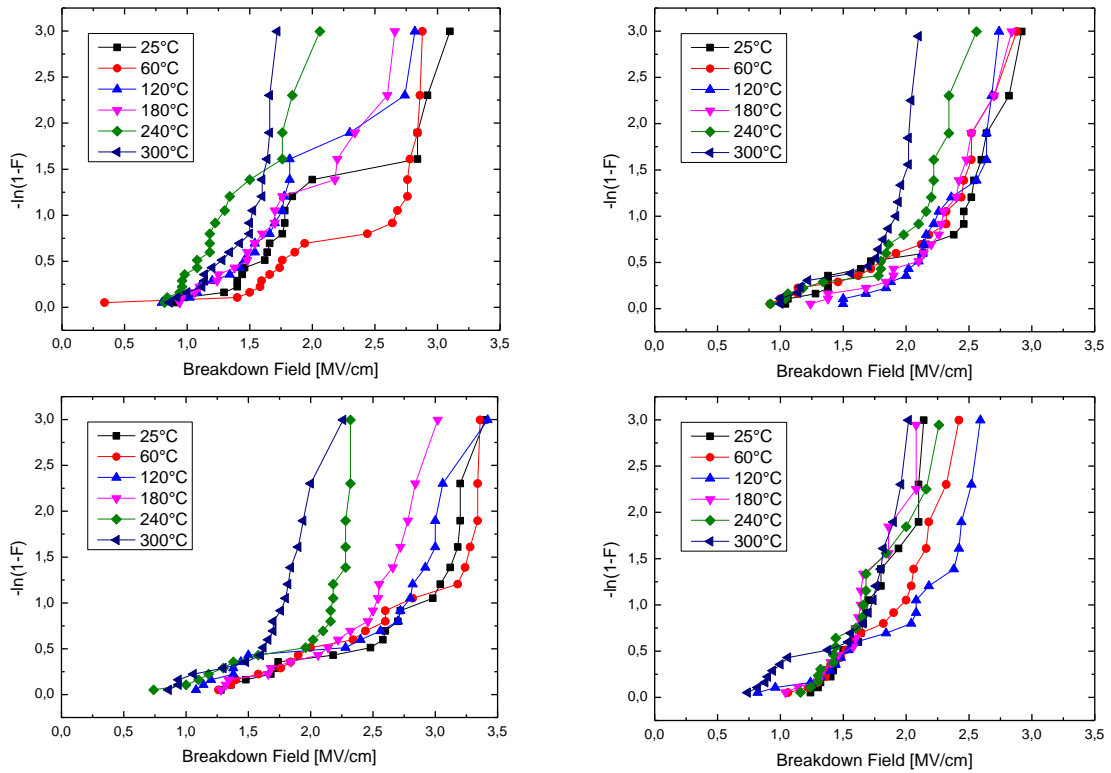 3,0
2,5
2,0
1,5
1,0
0,5
0,0
-ln(1-F)
25°C
60°C
120°C
180°C
240°C
300°C
0,0 0,5 1,0 1,5 2,0 2,5 3,0 3,5
Breakdown Field [MV/cm]
3,0
2,5
2,0
1,5
1,0
0,5
0,0
-ln(1-F)
25°C
60°C
120°C
180°C
240°C
300°C
0,0 0,5 1,0 1,5 2,0 2,5 3,0 3,5
Breakdown Field [MV/cm]
3,0
2,5
2,0
1,5
1,0
0,5
0,0
-ln(1-F)
25°C
60°C
120°C
180°C
240°C
300°C
0,0 0,5 1,0 1,5 2,0 2,5 3,0 3,5
Breakdown Field [MV/cm]
3,0
2,5
2,0
1,5
1,0
0,5
0,0
-ln(1-F)
25°C
60°C
120°C
180°C
240°C
300°C
0,0 0,5 1,0 1,5 2,0 2,5 3,0 3,5
Breakdown Field [MV/cm]